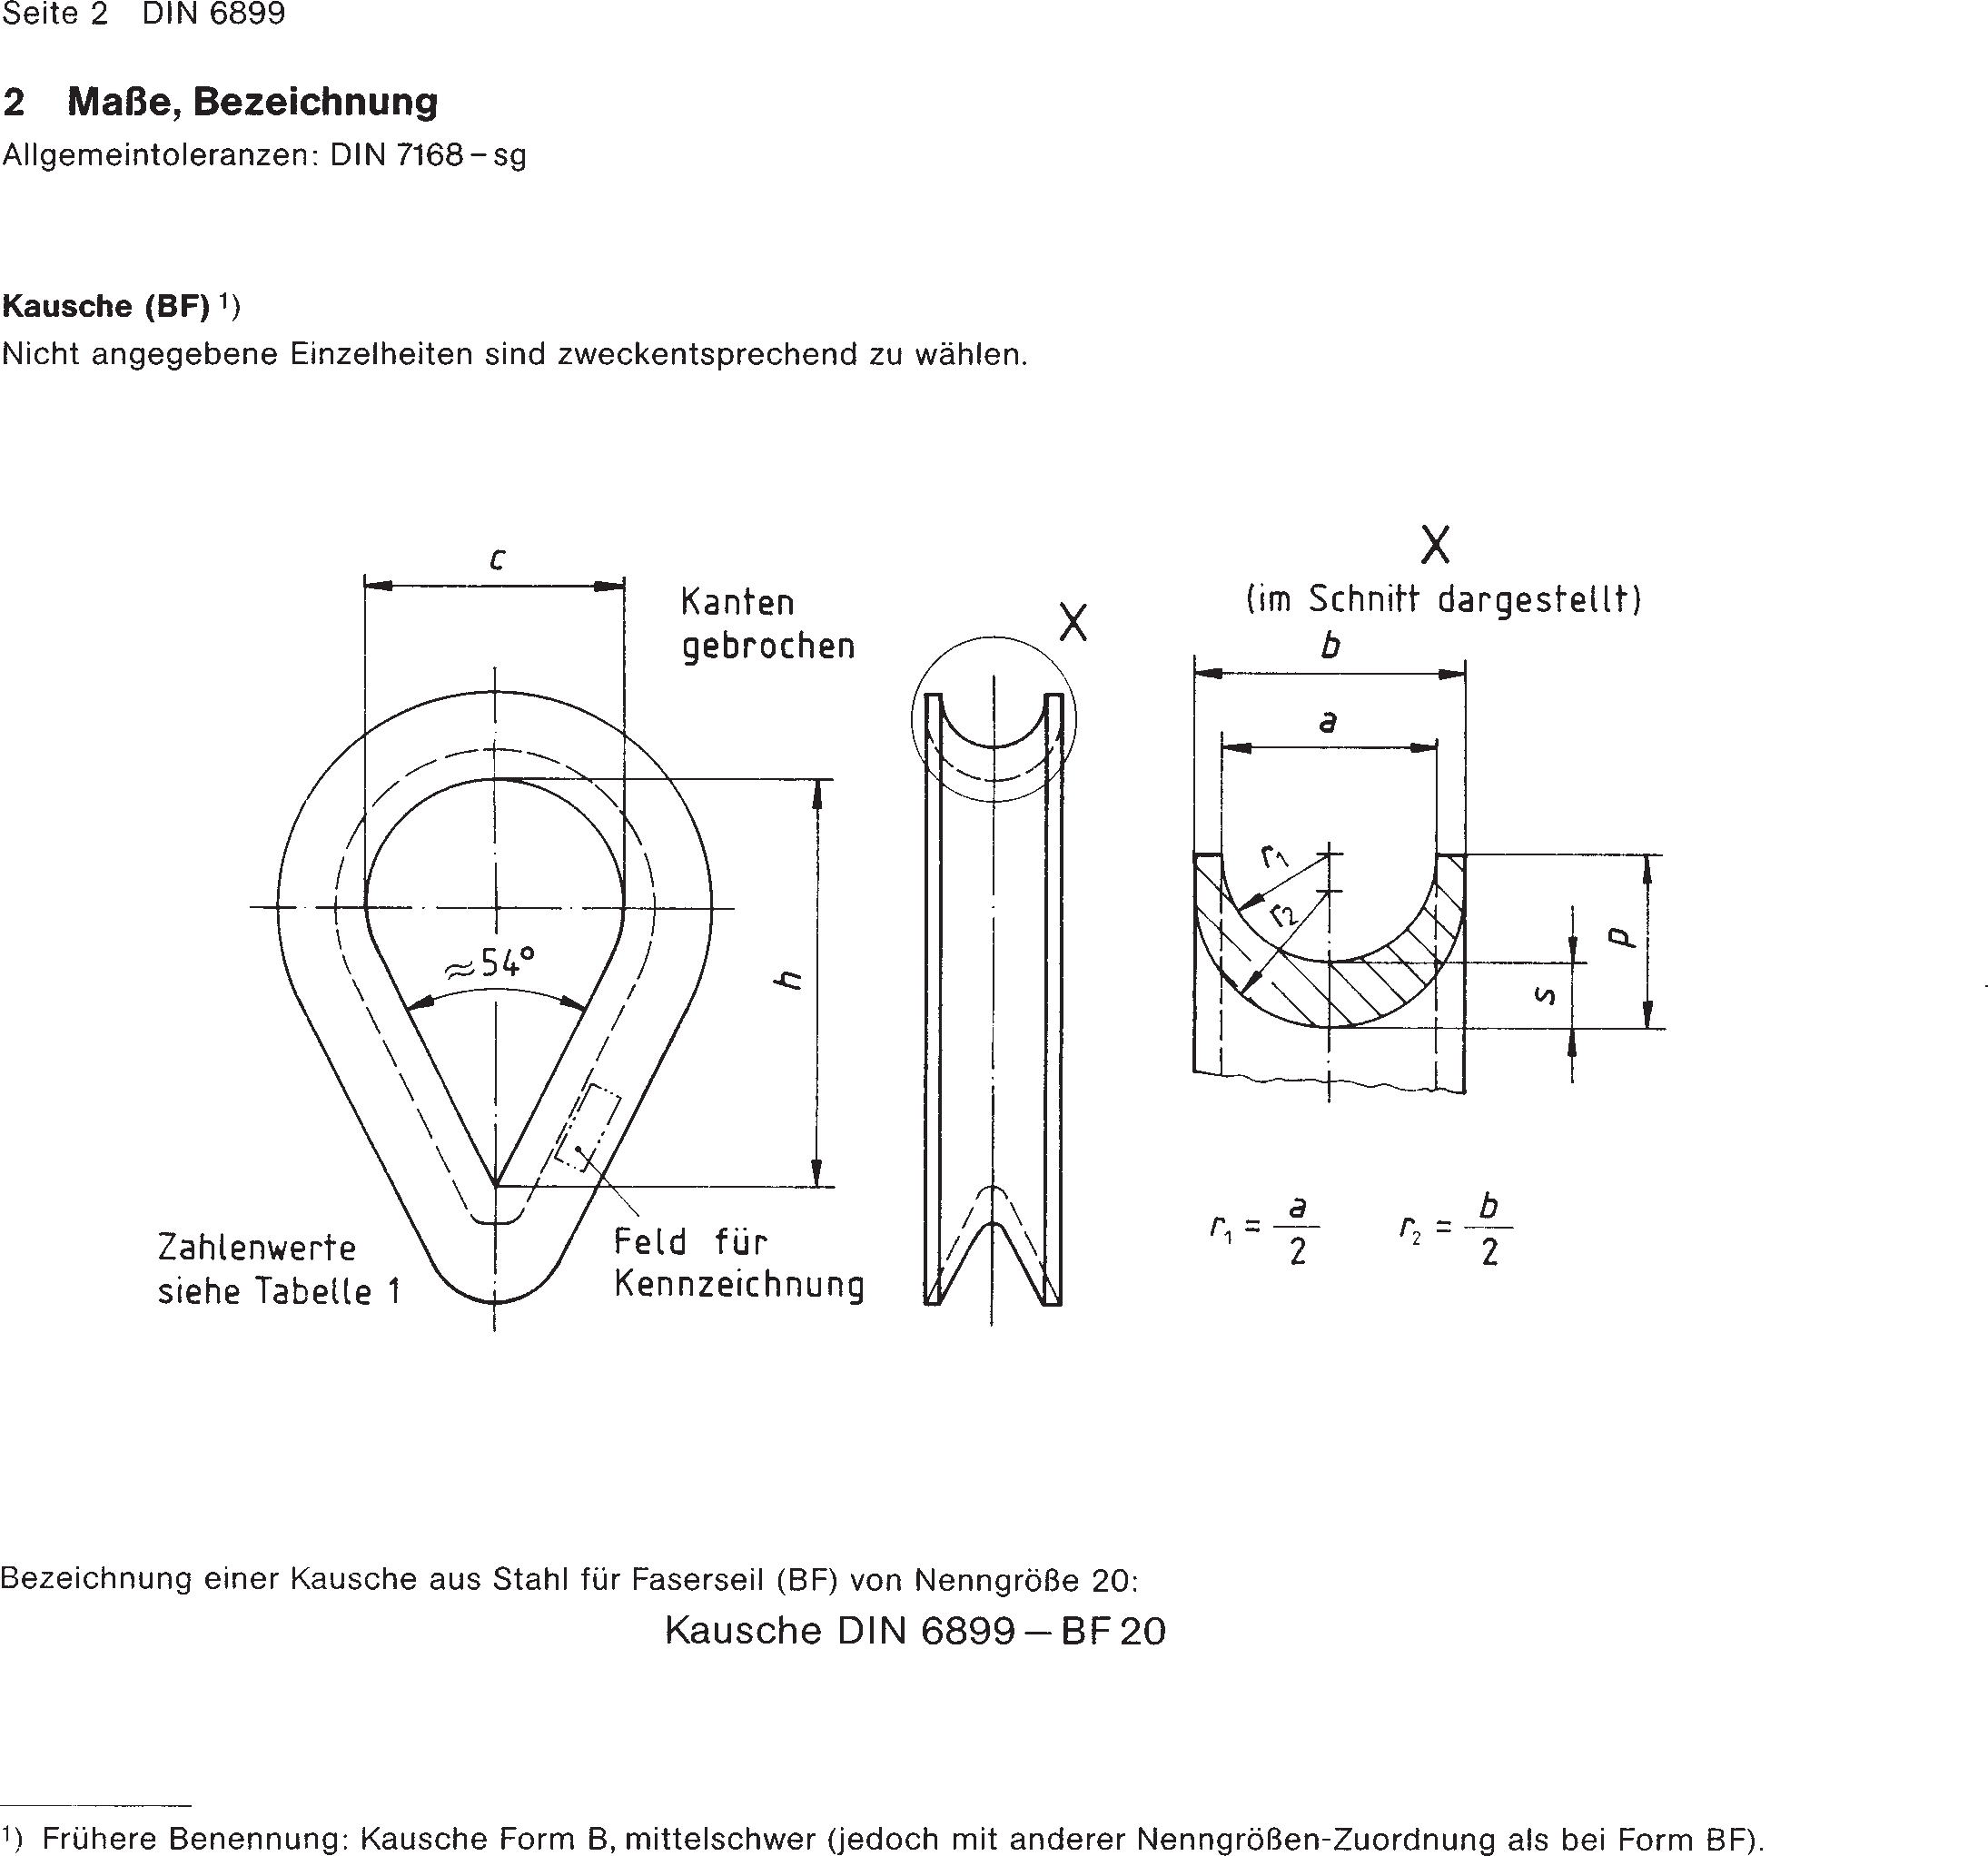 Seite 2 DIN 6899
2 Maße, Bezeichnung
Allgemeintoleranzen: DIN 7168 – sg
Kausche (BF) ¹)
Nicht angegebene Einzelheiten sind zweckentsprechend zu wählen.
c
Kanten
gebrochen
X
X
(im Schnitt dargestellt)
b
a
r₁
r₂
d
s
≈54°
h
Zahlenwerte
siehe Tabelle 1
Feld für
Kennzeichnung
r₁ = a/2 r₂ = b/2
Bezeichnung einer Kausche aus Stahl für Faserseil (BF) von Nenngröße 20:
Kausche DIN 6899 – BF 20
¹) Frühere Benennung: Kausche Form B, mittelschwer (jedoch mit anderer Nenngrößen-Zuordnung als bei Form BF).